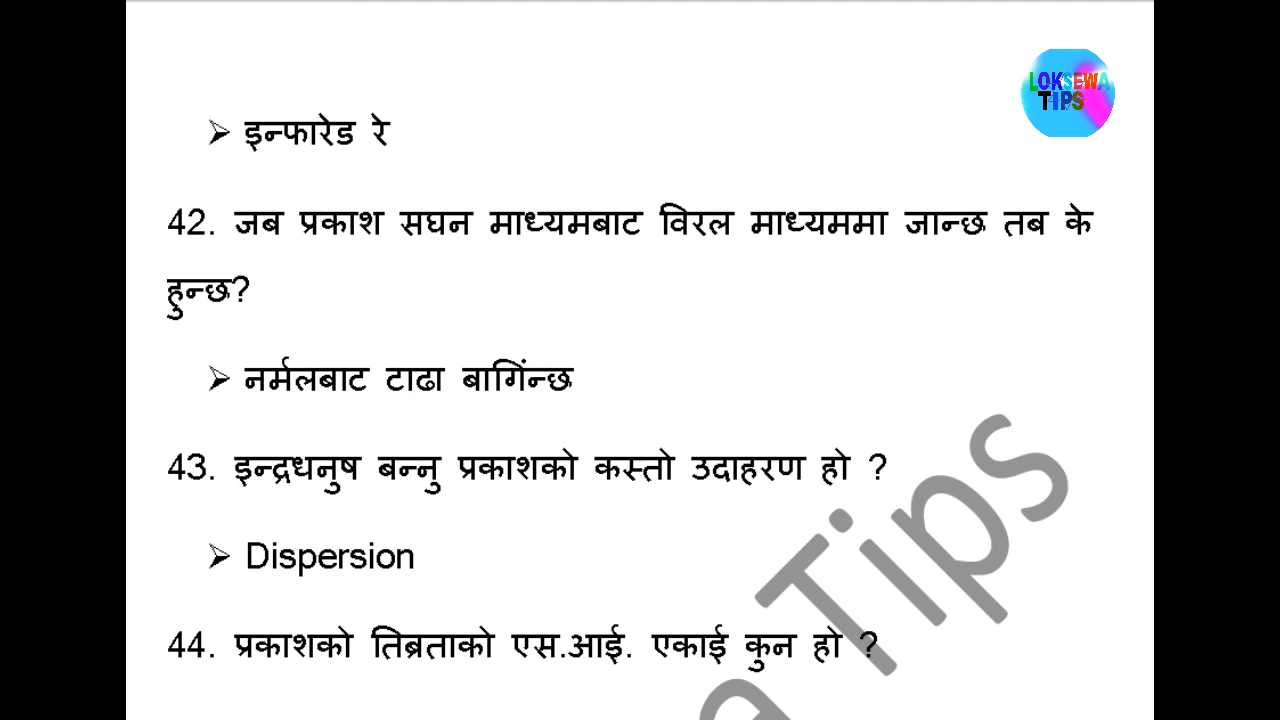 LOKSEWA
TIPS
➢ इन्फारेड रे
42. जब प्रकाश सघन माध्यमबाट विरल माध्यममा जान्छ तब के
हुन्छ?
➢ नर्मलबाट टाढा बागिंन्छ
43. इन्द्रधनुष बन्नु प्रकाशको कस्तो उदाहरण हो ?
➢ Dispersion
44. प्रकाशको तिब्रताको एस.आई. एकाई कुन हो ?
a Tips